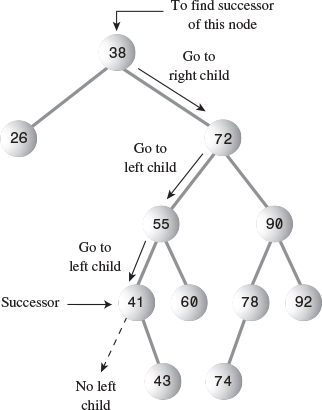 To find successor
of this node
38
Go to
right child
26
72
Go to
left child
55
90
Go to
left child
Successor
41
60
78
92
43
74
No left
child